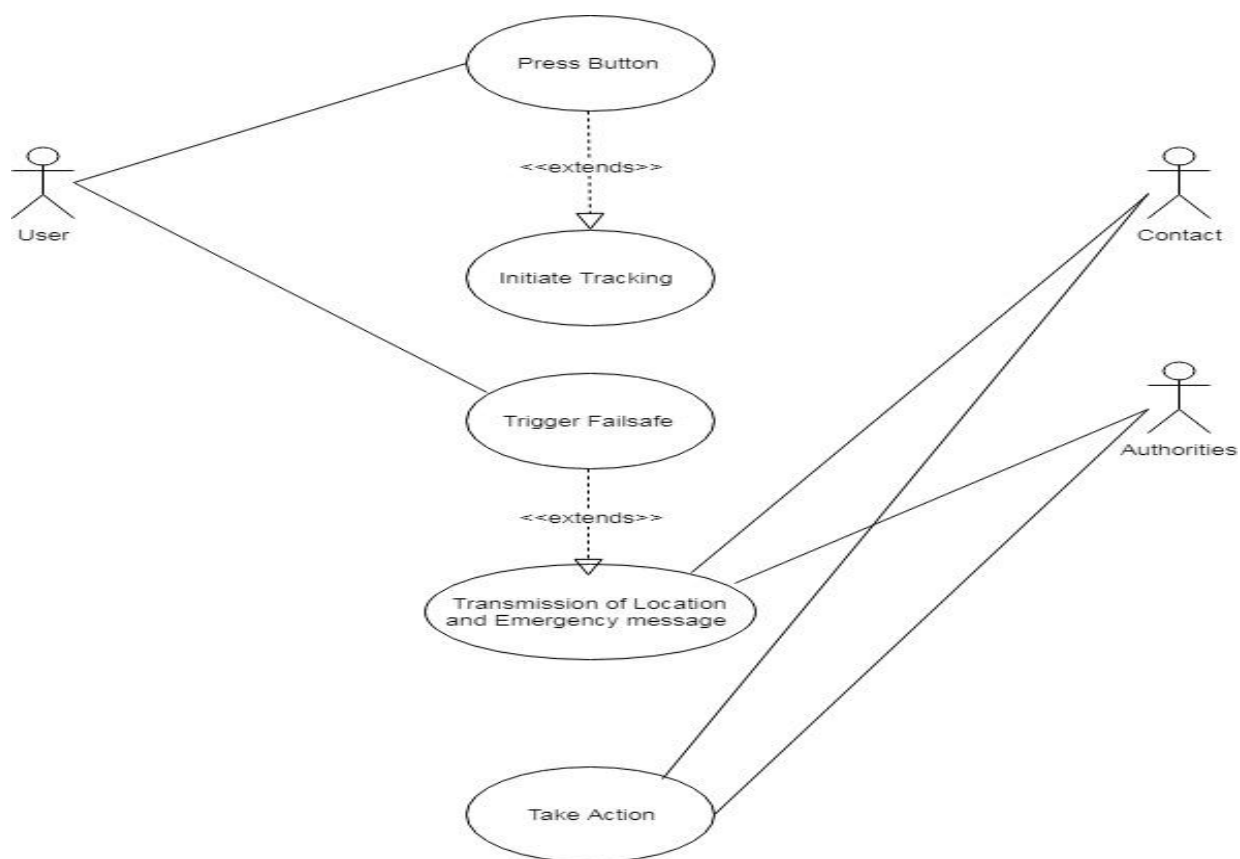 Press Button
<<extends>>
User
Contact
Initiate Tracking
Trigger Failsafe
Authorities
<<extends>>
Transmission of Location
and Emergency message
Take Action